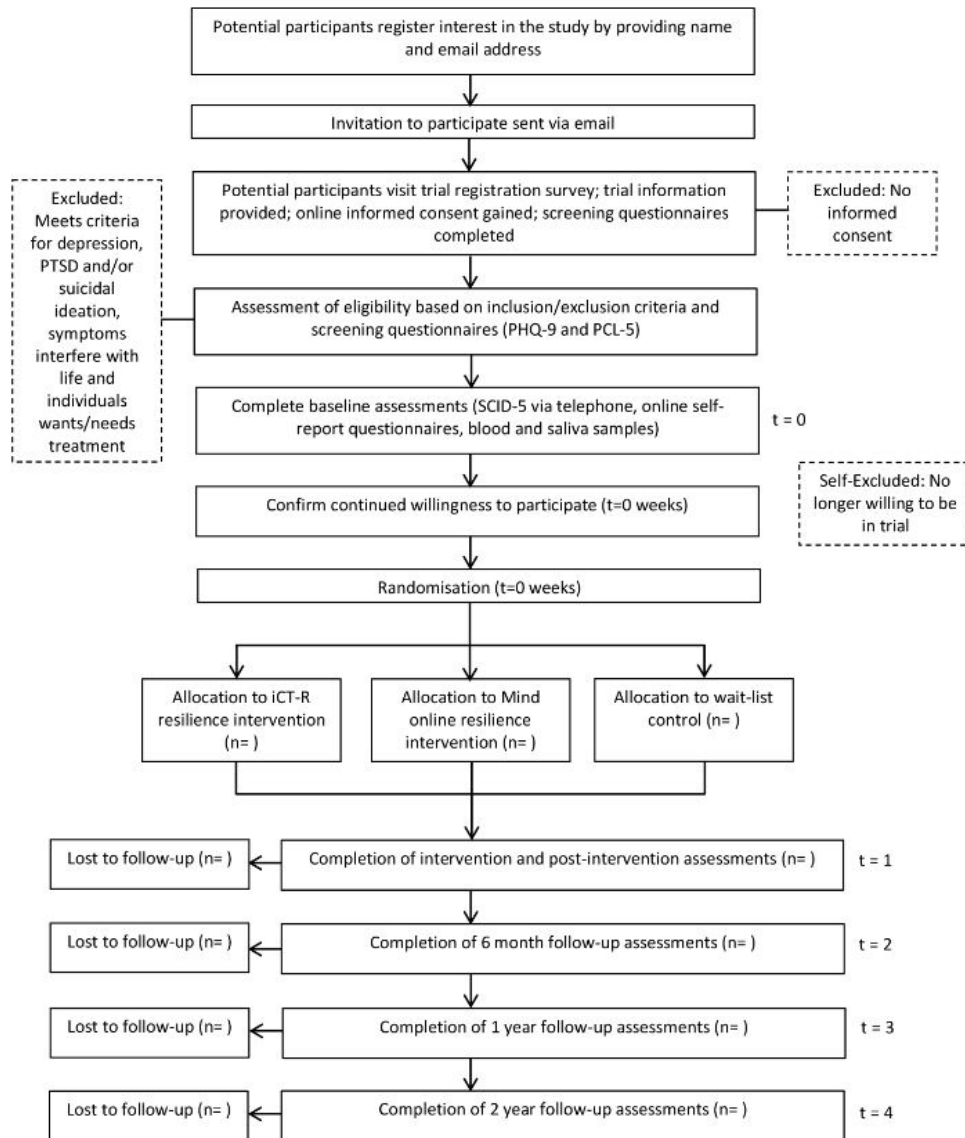 Potential participants register interest in the study by providing name
and email address
Invitation to participate sent via email
Potential participants visit trial registration survey; trial information
provided; online informed consent gained; screening questionnaires
completed
Excluded: No
informed
consent
Excluded:
Meets criteria
for depression,
PTSD and/or
suicidal
ideation,
symptoms
interfere with
life and
individuals
wants/needs
treatment
Assessment of eligibility based on inclusion/exclusion criteria and
screening questionnaires (PHQ-9 and PCL-5)
Complete baseline assessments (SCID-5 via telephone, online self-
report questionnaires, blood and saliva samples)
t = 0
Self-Excluded: No
longer willing to be
in trial
Confirm continued willingness to participate (t=0 weeks)
Randomisation (t=0 weeks)
Allocation to iCT-R
resilience intervention
(n= )
Allocation to Mind
online resilience
intervention (n= )
Allocation to wait-list
control (n= )
Lost to follow-up (n= )
Completion of intervention and post-intervention assessments (n= )
t = 1
Lost to follow-up (n= )
Completion of 6 month follow-up assessments (n= )
t = 2
Lost to follow-up (n= )
Completion of 1 year follow-up assessments (n= )
t = 3
Lost to follow-up (n= )
Completion of 2 year follow-up assessments (n= )
t = 4